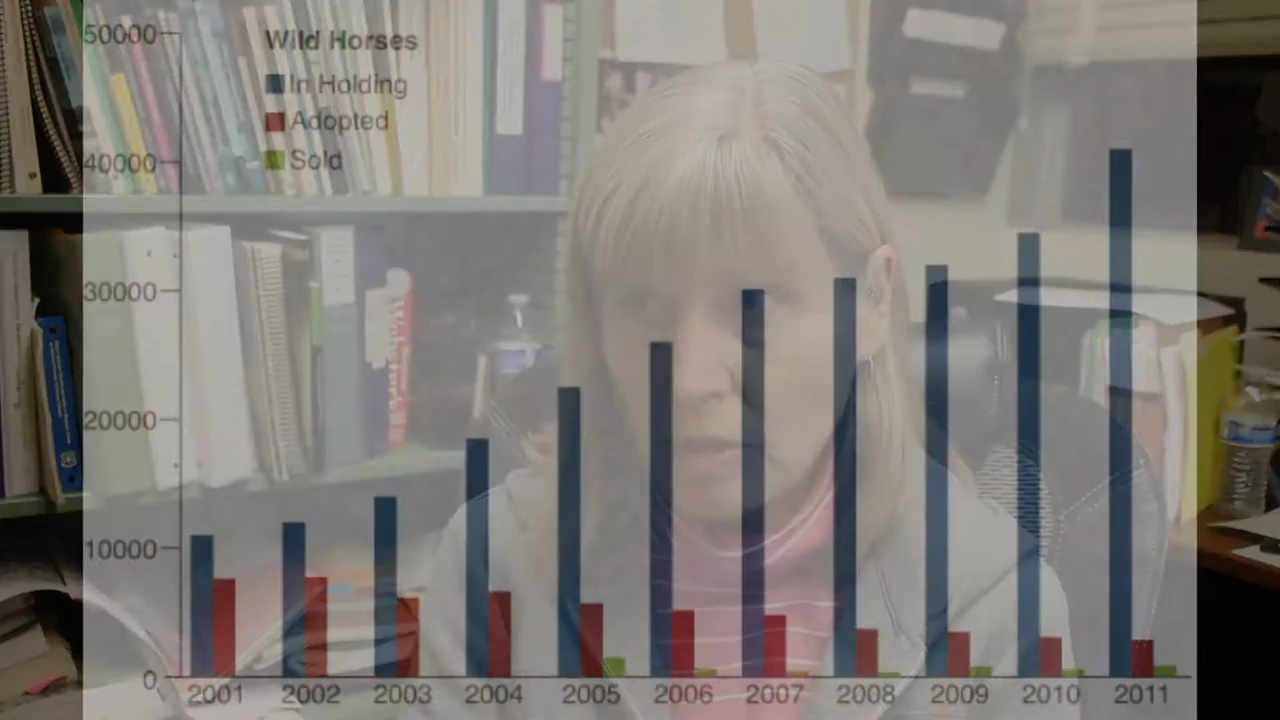 Wild Horses
In Holding
Adopted
Sold
50000
40000
30000
20000
10000
0
2001 2002 2003 2004 2005 2006 2007 2008 2009 2010 2011